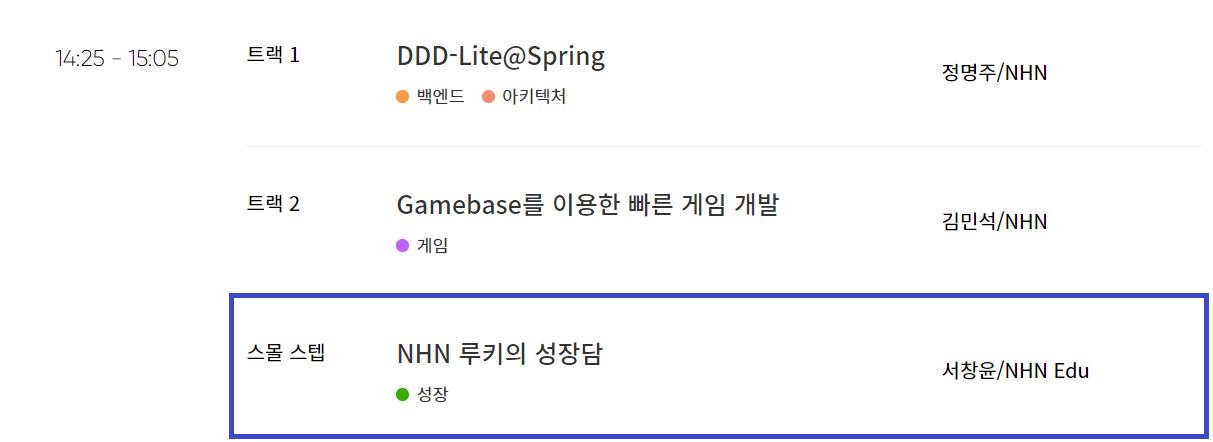 14:25 - 15:05
트랙 1
DDD-Lite@Spring
백엔드 아키텍처
정명주/NHN
트랙 2
Gamebase를 이용한 빠른 게임 개발
게임
김민석/NHN
스몰 스텝
NHN 루키의 성장담
성장
서창윤/NHN Edu